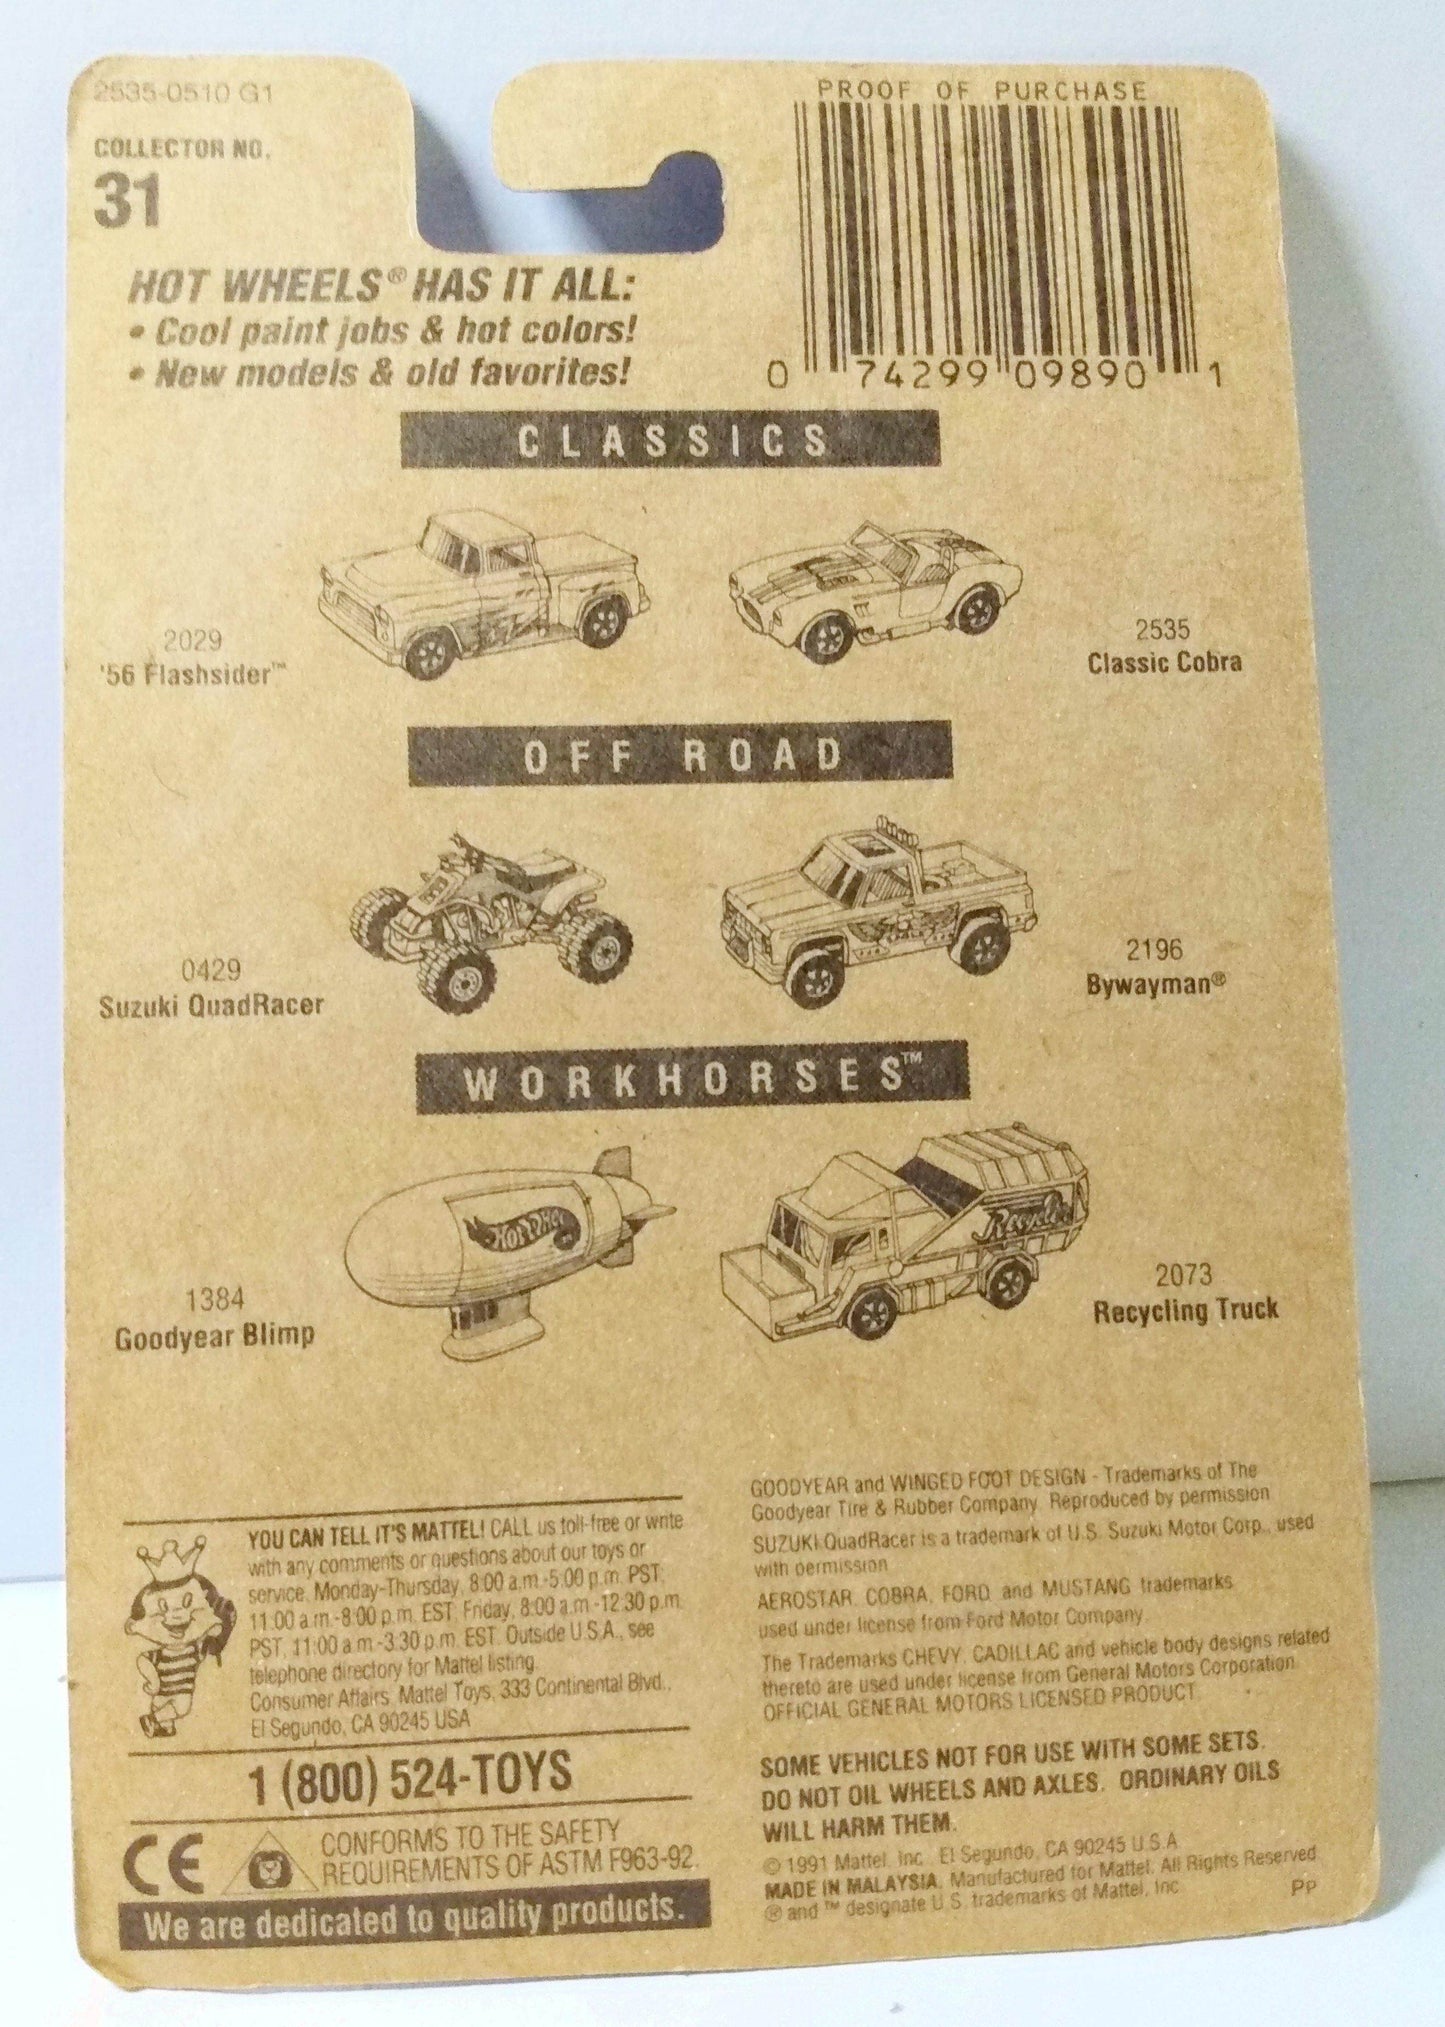 2535-0510 G1
COLLECTOR NO.
31
PROOF OF PURCHASE
0 74299 09890 1
HOT WHEELS® HAS IT ALL:
• Cool paint jobs & hot colors!
• New models & old favorites!
CLASSICS
2029
'56 Flashsider™
2535
Classic Cobra
OFF ROAD
0429
Suzuki QuadRacer
2196
Bywayman®
WORKHORSES™
Hot Wheels
1384
Goodyear Blimp
2073
Recycling Truck
YOU CAN TELL IT'S MATTEL! CALL us toll-free or write
with any comments or questions about our toys or
service, Monday-Thursday, 8:00 a.m.-5:00 p.m. PST,
11:00 a.m.-8:00 p.m. EST, Friday, 8:00 a.m.-12:30 p.m.
PST, 11:00 a.m.-3:30 p.m. EST. Outside U.S.A., see
telephone directory for Mattel listing.
Consumer Affairs, Mattel Toys, 333 Continental Blvd.,
El Segundo, CA 90245 USA
1 (800) 524-TOYS
CE
CONFORMS TO THE SAFETY
REQUIREMENTS OF ASTM F963-92.
We are dedicated to quality products.
GOODYEAR and WINGED FOOT DESIGN - Trademarks of The
Goodyear Tire & Rubber Company. Reproduced by permission
SUZUKI QuadRacer is a trademark of U.S. Suzuki Motor Corp., used
with permission
AEROSTAR, COBRA, FORD, and MUSTANG trademarks
used under license from Ford Motor Company.
The Trademarks CHEVY, CADILLAC and vehicle body designs related
thereto are used under license from General Motors Corporation.
OFFICIAL GENERAL MOTORS LICENSED PRODUCT
SOME VEHICLES NOT FOR USE WITH SOME SETS.
DO NOT OIL WHEELS AND AXLES. ORDINARY OILS
WILL HARM THEM.
© 1991 Mattel, Inc. El Segundo, CA 90245 U.S.A.
MADE IN MALAYSIA. Manufactured for Mattel. All Rights Reserved.
® and ™ designate U.S. trademarks of Mattel, Inc.
PP